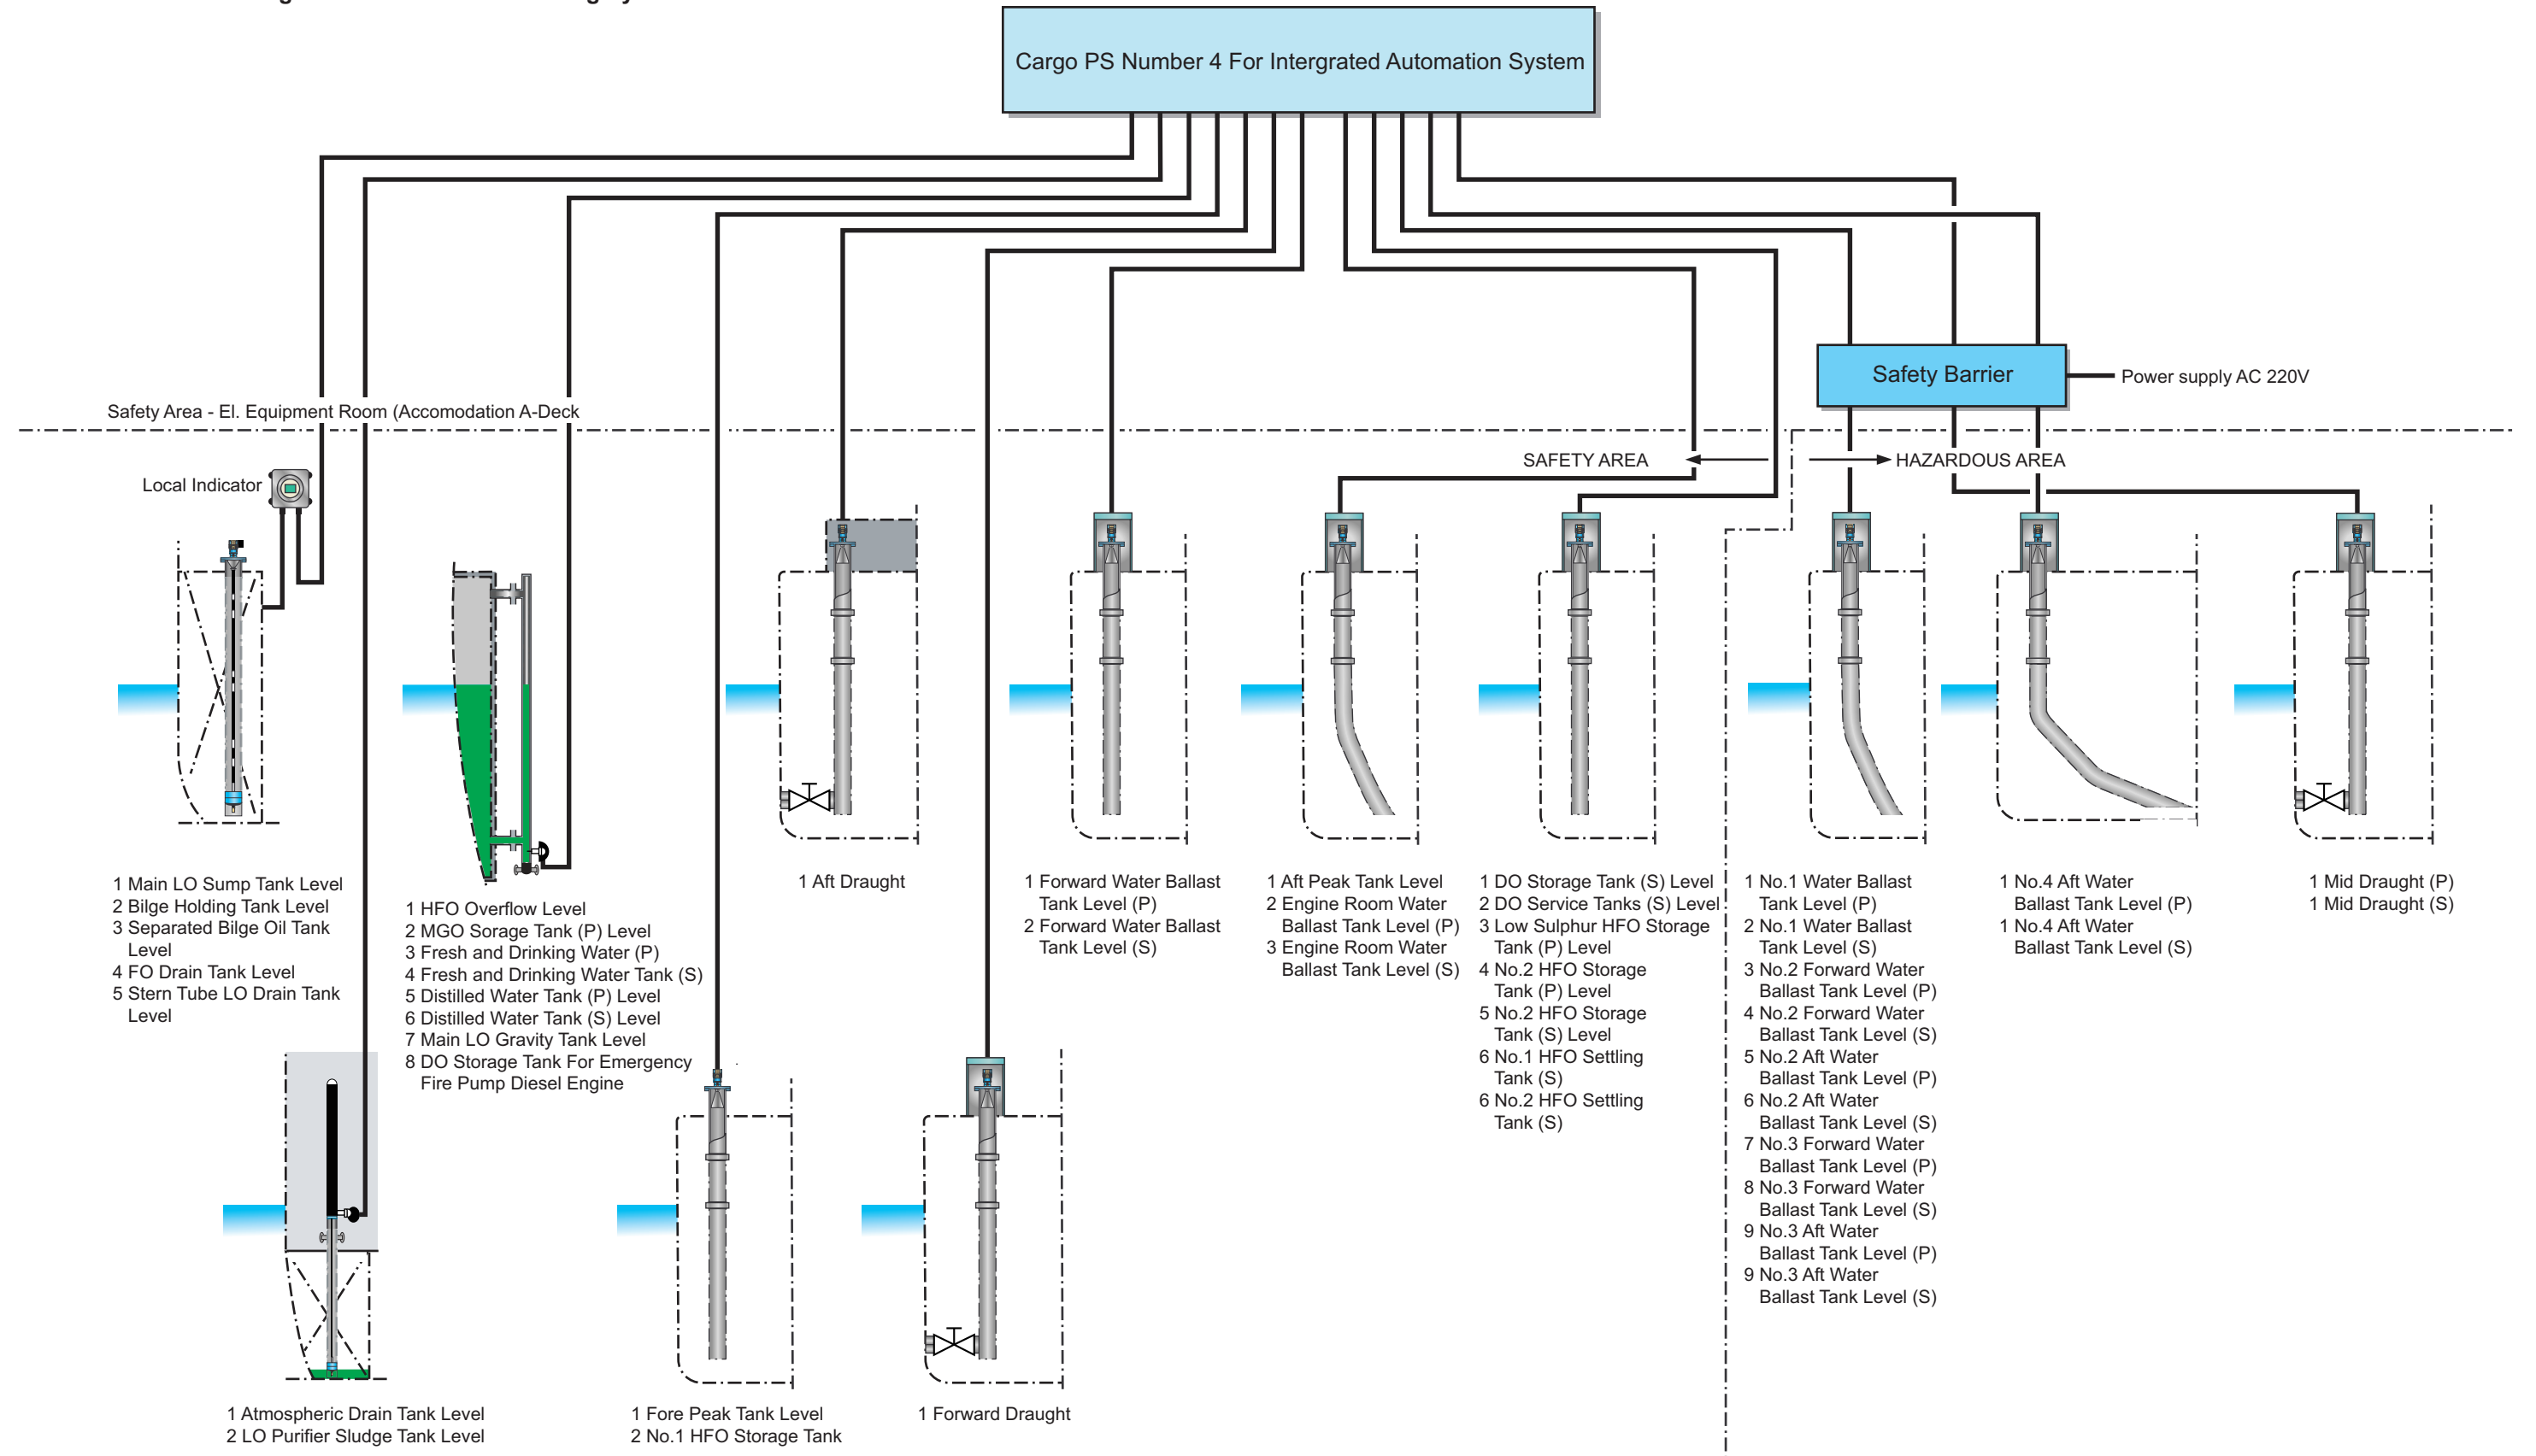 Cargo PS Number 4 For Intergrated Automation System
Safety Barrier
Power supply AC 220V
Safety Area - El. Equipment Room (Accomodation A-Deck
SAFETY AREA
HAZARDOUS AREA
Local Indicator
1 Main LO Sump Tank Level
2 Bilge Holding Tank Level
3 Separated Bilge Oil Tank
Level
4 FO Drain Tank Level
5 Stern Tube LO Drain Tank
Level
1 HFO Overflow Level
2 MGO Sorage Tank (P) Level
3 Fresh and Drinking Water (P)
4 Fresh and Drinking Water Tank (S)
5 Distilled Water Tank (P) Level
6 Distilled Water Tank (S) Level
7 Main LO Gravity Tank Level
8 DO Storage Tank For Emergency
Fire Pump Diesel Engine
1 Aft Draught
1 Forward Water Ballast
Tank Level (P)
2 Forward Water Ballast
Tank Level (S)
1 Aft Peak Tank Level
2 Engine Room Water
Ballast Tank Level (P)
3 Engine Room Water
Ballast Tank Level (S)
1 DO Storage Tank (S) Level
2 DO Service Tanks (S) Level
3 Low Sulphur HFO Storage
Tank (P) Level
4 No.2 HFO Storage
Tank (P) Level
5 No.2 HFO Storage
Tank (S) Level
6 No.1 HFO Settling
Tank (S)
6 No.2 HFO Settling
Tank (S)
1 No.1 Water Ballast
Tank Level (P)
2 No.1 Water Ballast
Tank Level (S)
3 No.2 Forward Water
Ballast Tank Level (P)
4 No.2 Forward Water
Ballast Tank Level (S)
5 No.2 Aft Water
Ballast Tank Level (P)
6 No.2 Aft Water
Ballast Tank Level (S)
7 No.3 Forward Water
Ballast Tank Level (P)
8 No.3 Forward Water
Ballast Tank Level (S)
9 No.3 Aft Water
Ballast Tank Level (P)
9 No.3 Aft Water
Ballast Tank Level (S)
1 No.4 Aft Water
Ballast Tank Level (P)
1 No.4 Aft Water
Ballast Tank Level (S)
1 Mid Draught (P)
1 Mid Draught (S)
1 Atmospheric Drain Tank Level
2 LO Purifier Sludge Tank Level
1 Fore Peak Tank Level
2 No.1 HFO Storage Tank
1 Forward Draught